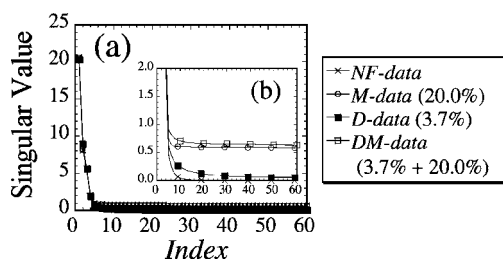 25
20
15
10
5
0
Singular Value
(a)
2.0
1.5
1.0
0.5
0.0
(b)
10 20 30 40 50 60
0 10 20 30 40 50 60
Index
NF-data
M-data (20.0%)
D-data (3.7%)
DM-data
(3.7% + 20.0%)